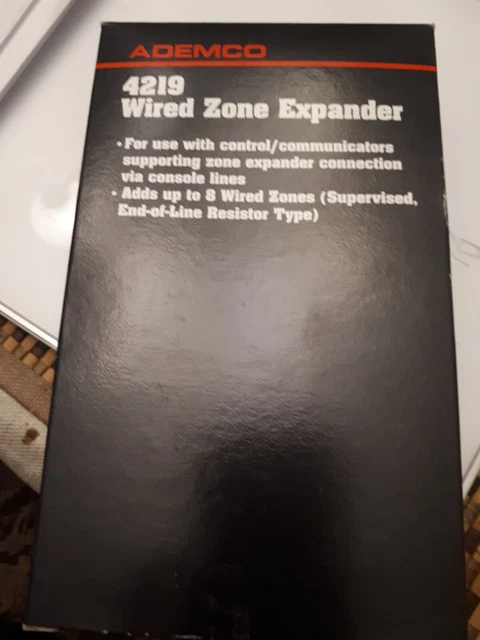 ADEMCO
4219
Wired Zone Expander
• For use with control/communicators
supporting zone expander connection
via console lines
• Adds up to 8 Wired Zones (Supervised,
End-of-Line Resistor Type)